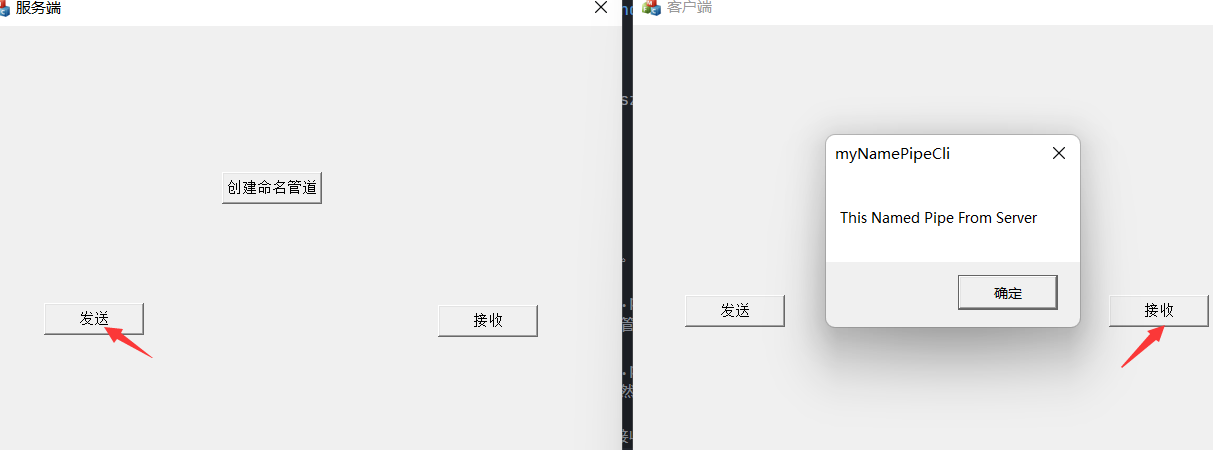 服务端
创建命名管道
发送
接收
客户端
myNamePipeCli
This Named Pipe From Server
确定
发送
接收